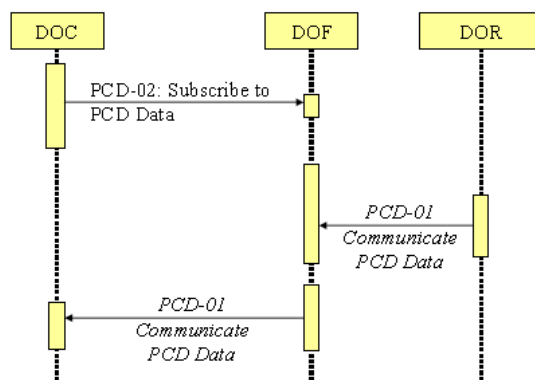 DOC
DOF
DOR
PCD-02: Subscribe to
PCD Data
PCD-01
Communicate
PCD Data
PCD-01
Communicate
PCD Data